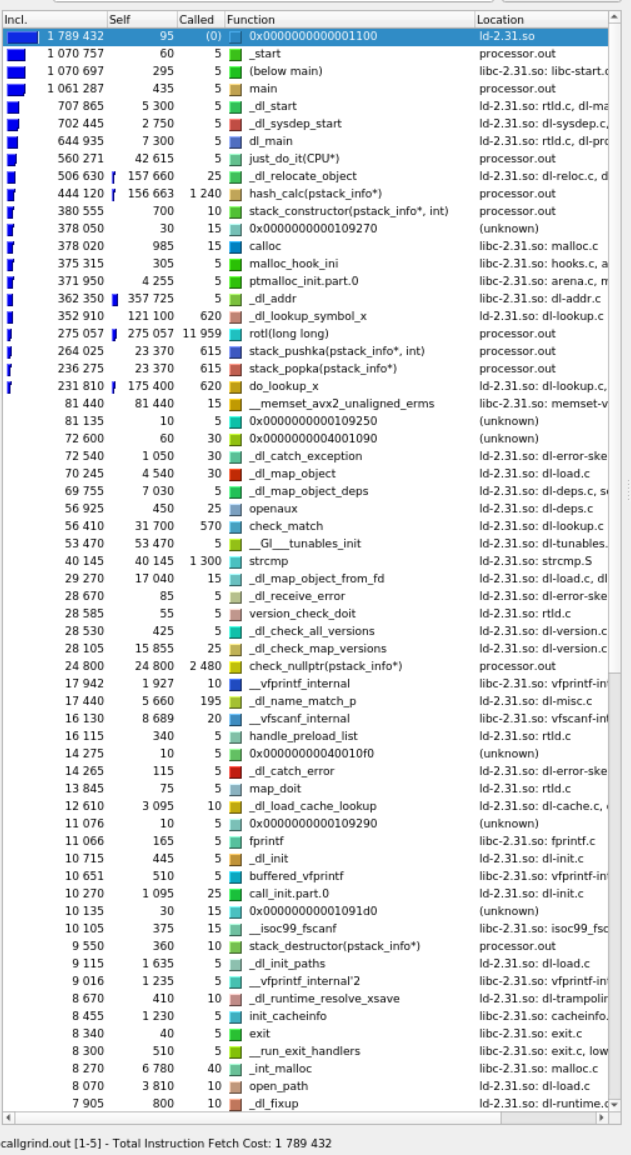 Incl. Self Called Function Location
1 789 432 95 (0) 0x0000000000001100 ld-2.31.so
1 070 757 60 5 _start processor.out
1 070 697 295 5 (below main) libc-2.31.so: libc-start.c
1 061 287 435 5 main processor.out
707 865 5 300 5 _dl_start ld-2.31.so: rtld.c, dl-ma
702 445 2 750 5 _dl_sysdep_start ld-2.31.so: dl-sysdep.c,
644 935 7 300 5 dl_main ld-2.31.so: rtld.c, dl-pro
560 271 42 615 5 just_do_it(CPU*) processor.out
506 630 157 660 25 _dl_relocate_object ld-2.31.so: dl-reloc.c, d
444 120 156 663 1 240 hash_calc(pstack_info*) processor.out
380 555 700 10 stack_constructor(pstack_info*, int) processor.out
378 050 30 15 0x0000000000109270 (unknown)
378 020 985 15 calloc libc-2.31.so: malloc.c
375 315 305 5 malloc_hook_ini libc-2.31.so: hooks.c, a
371 950 4 255 5 ptmalloc_init.part.0 libc-2.31.so: arena.c, m
362 350 357 725 5 _dl_addr libc-2.31.so: dl-addr.c
352 910 121 100 620 _dl_lookup_symbol_x ld-2.31.so: dl-lookup.c
275 057 275 057 11 959 rotl(long long) processor.out
264 025 23 370 615 stack_pushka(pstack_info*, int) processor.out
236 275 23 370 615 stack_popka(pstack_info*) processor.out
231 810 175 400 620 do_lookup_x ld-2.31.so: dl-lookup.c,
81 440 81 440 15 __memset_avx2_unaligned_erms libc-2.31.so: memset-v
81 135 10 5 0x0000000000109250 (unknown)
72 600 60 30 0x0000000004001090 (unknown)
72 540 1 050 30 _dl_catch_exception ld-2.31.so: dl-error-ske
70 245 4 540 30 _dl_map_object ld-2.31.so: dl-load.c
69 755 7 030 5 _dl_map_object_deps ld-2.31.so: dl-deps.c, s
56 925 450 25 openaux ld-2.31.so: dl-deps.c
56 410 31 700 570 check_match ld-2.31.so: dl-lookup.c
53 470 53 470 5 __GI___tunables_init ld-2.31.so: dl-tunables.
40 145 40 145 1 300 strcmp ld-2.31.so: strcmp.S
29 270 17 040 15 _dl_map_object_from_fd ld-2.31.so: dl-load.c, dl
28 670 85 5 _dl_receive_error ld-2.31.so: dl-error-ske
28 585 55 5 version_check_doit ld-2.31.so: rtld.c
28 530 425 5 _dl_check_all_versions ld-2.31.so: dl-version.c
28 105 15 855 25 _dl_check_map_versions ld-2.31.so: dl-version.c
24 800 24 800 2 480 check_nullptr(pstack_info*) processor.out
17 942 1 927 10 __vfprintf_internal libc-2.31.so: vfprintf-in
17 440 5 660 195 _dl_name_match_p ld-2.31.so: dl-misc.c
16 130 8 689 20 __vfscanf_internal libc-2.31.so: vfscanf-int
16 115 340 5 handle_preload_list ld-2.31.so: rtld.c
14 275 10 5 0x00000000040010f0 (unknown)
14 265 115 5 _dl_catch_error ld-2.31.so: dl-error-ske
13 845 75 5 map_doit ld-2.31.so: rtld.c
12 610 3 095 10 _dl_load_cache_lookup ld-2.31.so: dl-cache.c,
11 076 10 5 0x0000000000109290 (unknown)
11 066 165 5 fprintf libc-2.31.so: fprintf.c
10 715 445 5 _dl_init ld-2.31.so: dl-init.c
10 651 510 5 buffered_vfprintf libc-2.31.so: vfprintf-in
10 270 1 095 25 call_init.part.0 ld-2.31.so: dl-init.c
10 135 30 15 0x00000000001091d0 (unknown)
10 105 375 15 __isoc99_fscanf libc-2.31.so: isoc99_fsc
9 550 360 10 stack_destructor(pstack_info*) processor.out
9 115 1 635 5 _dl_init_paths ld-2.31.so: dl-load.c
9 016 1 235 5 __vfprintf_internal'2 libc-2.31.so: vfprintf-in
8 670 410 10 _dl_runtime_resolve_xsave ld-2.31.so: dl-trampolin
8 455 1 230 5 init_cacheinfo libc-2.31.so: cacheinfo.
8 340 40 5 exit libc-2.31.so: exit.c
8 300 510 5 __run_exit_handlers libc-2.31.so: exit.c, low
8 270 6 780 40 _int_malloc libc-2.31.so: malloc.c
8 070 3 810 10 open_path ld-2.31.so: dl-load.c
7 905 800 10 _dl_fixup ld-2.31.so: dl-runtime.c
callgrind.out [1-5] - Total Instruction Fetch Cost: 1 789 432